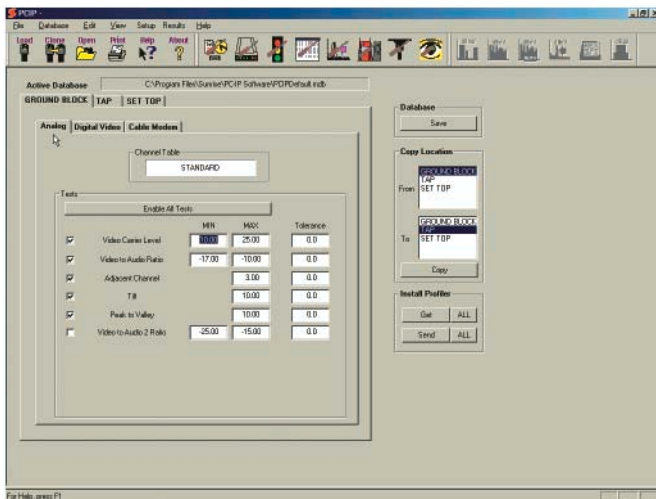 PCIP -
File Database Edit View Setup Results Help
Load Clone Open Print Help About
Active Database C:\Program Files\Sunrise\PC-IP Software\PCIPDefault.mdb
GROUND BLOCK TAP SET TOP
Analog Digital Video Cable Modem
Channel Table
STANDARD
Tests
Enable All Tests
MIN MAX Tolerance
Video Carrier Level 10.00 25.00 0.0
Video to Audio Ratio -17.00 -10.00 0.0
Adjacent Channel 3.00 0.0
Tilt 10.00 0.0
Peak to Valley 10.00 0.0
Video to Audio 2 Ratio -25.00 -15.00 0.0
Database
Save
Copy Location
From
GROUND BLOCK
TAP
SET TOP
To
GROUND BLOCK
TAP
SET TOP
Copy
Install Profiler
Get ALL
Send ALL
For Help, press F1